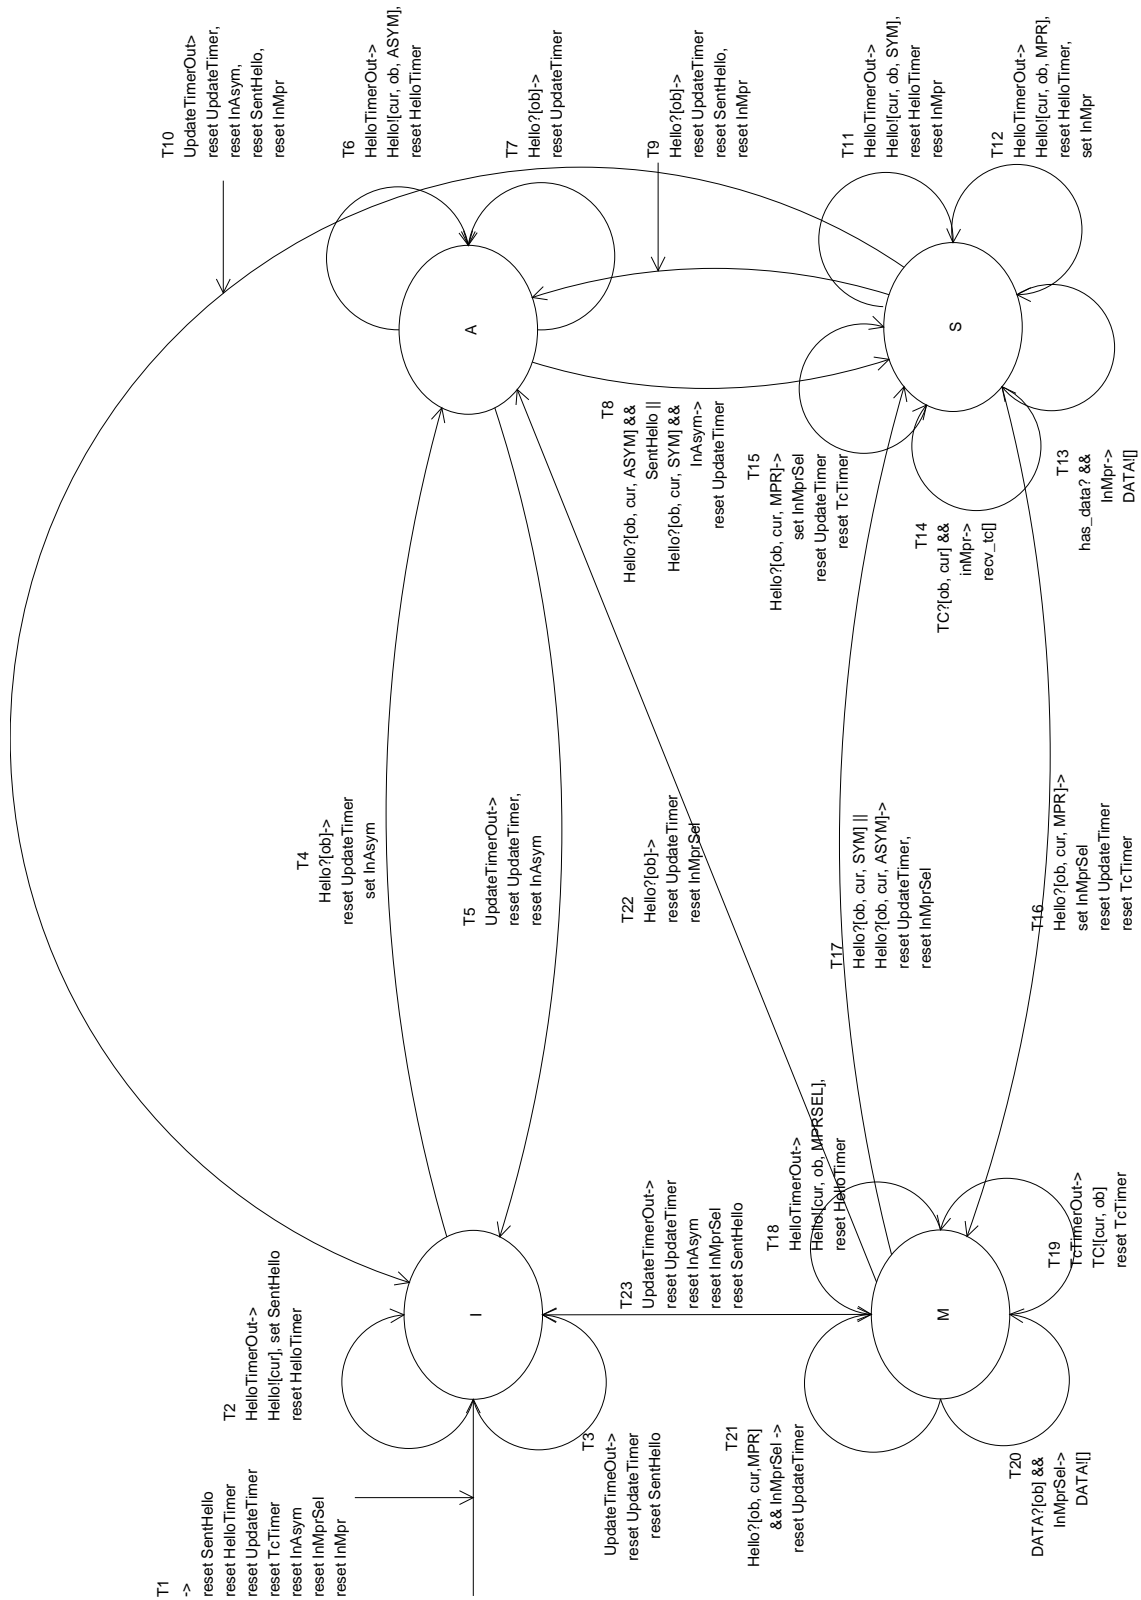 T1
->
reset SentHello
reset HelloTimer
reset UpdateTimer
reset TcTimer
reset InAsym
reset InMprSel
reset InMpr
T2
HelloTimerOut->
Hello![cur], set SentHello
reset HelloTimer
I
T3
UpdateTimeOut->
reset UpdateTimer
reset SentHello
T4
Hello?[ob]->
reset UpdateTimer
set InAsym
T5
UpdateTimerOut->
reset UpdateTimer,
reset InAsym
T6
HelloTimerOut->
Hello![cur, ob, ASYM],
reset HelloTimer
A
T7
Hello?[ob]->
reset UpdateTimer
T8
Hello?[ob, cur, ASYM] &&
SentHello ||
Hello?[ob, cur, SYM] &&
InAsym->
reset UpdateTimer
T9
Hello?[ob]->
reset UpdateTimer
reset SentHello,
reset InMpr
T10
UpdateTimerOut>
reset UpdateTimer,
reset InAsym,
reset SentHello,
reset InMpr
T11
HelloTimerOut->
Hello![cur, ob, SYM],
reset HelloTimer
reset InMpr
T12
HelloTimerOut->
Hello![cur, ob, MPR],
reset HelloTimer,
set InMpr
S
T13
has_data? &&
InMpr->
DATA![]
T14
TC?[ob, cur] &&
inMpr->
recv_tc[]
T15
Hello?[ob, cur, MPR]->
set InMprSel
reset UpdateTimer
reset TcTimer
T16
Hello?[ob, cur, MPR]->
set InMprSel
reset UpdateTimer
reset TcTimer
T17
Hello?[ob, cur, SYM] ||
Hello?[ob, cur, ASYM]->
reset UpdateTimer,
reset InMprSel
T18
HelloTimerOut->
Hello![cur, ob, MPRSEL],
reset HelloTimer
M
T19
TcTimerOut->
TC![cur, ob]
reset TcTimer
T20
DATA?[ob] &&
InMprSel->
DATA![]
T21
Hello?[ob, cur,MPR]
&& InMprSel ->
reset UpdateTimer
T22
Hello?[ob]->
reset UpdateTimer
reset InMprSel
T23
UpdateTimerOut->
reset UpdateTimer
reset InAsym
reset InMprSel
reset SentHello